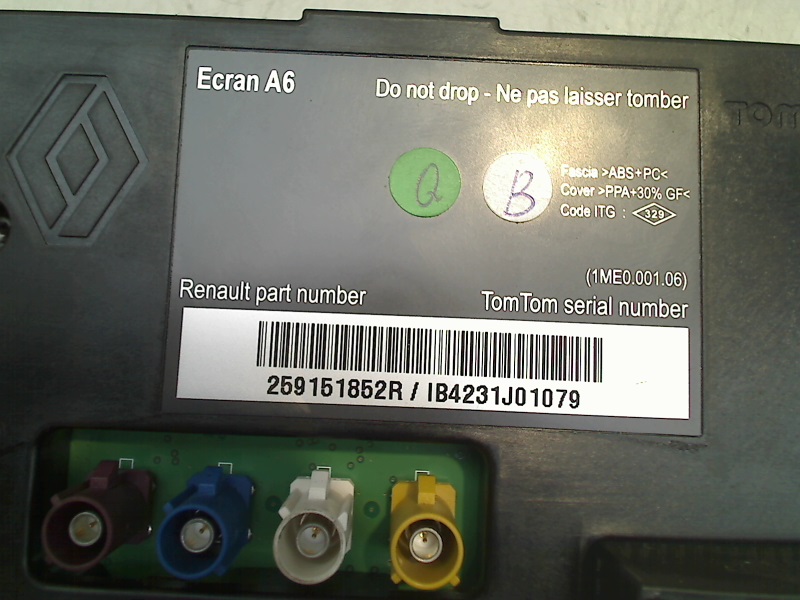 Ecran A6
Do not drop - Ne pas laisser tomber
TOM
Q
B
Fascia >ABS+PC<
Cover >PPA+30% GF<
Code ITG : 329
(1ME0.001.06)
Renault part number
TomTom serial number
259151852R / IB4231J01079